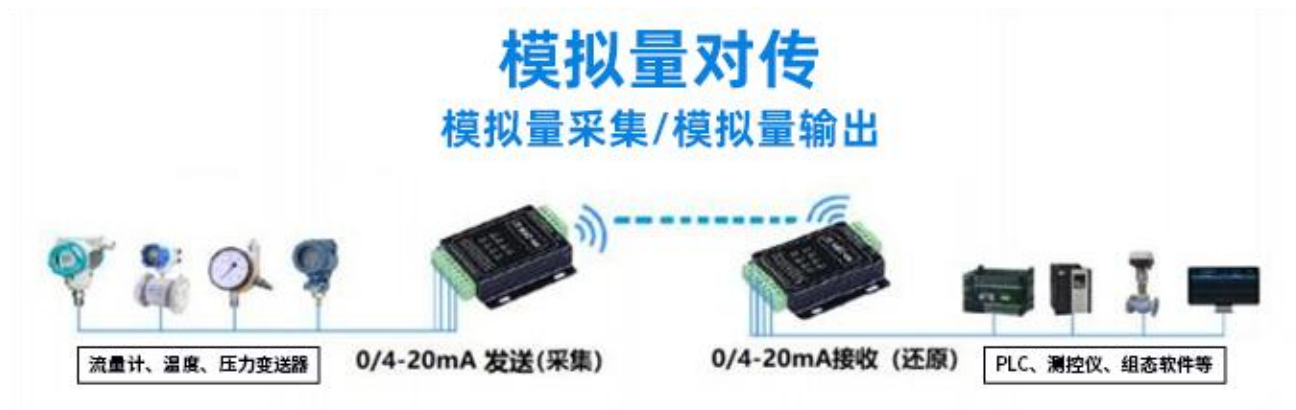 模拟量对传
模拟量采集/模拟量输出
流量计、温度、压力变送器
0/4-20mA 发送(采集)
0/4-20mA接收（还原）
PLC、测控仪、组态软件等